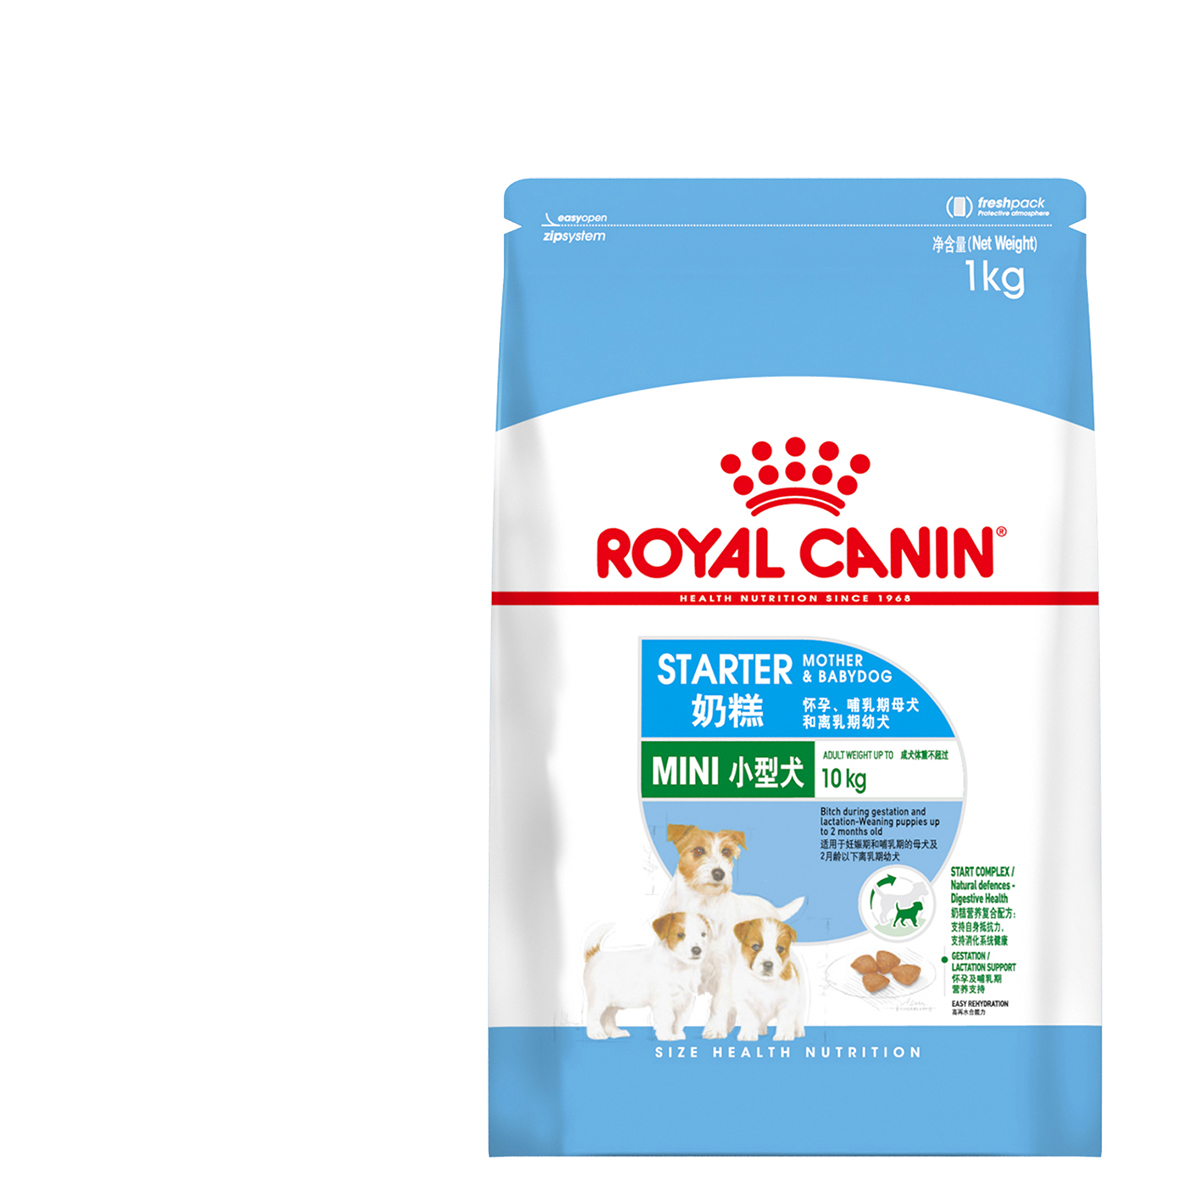 easyopen
zipsystem
freshpack
Protective atmosphere
净含量(Net Weight)
1kg
ROYAL CANIN®
HEALTH NUTRITION SINCE 1968
STARTER
奶糕
MOTHER
& BABYDOG
怀孕、哺乳期母犬
和离乳期幼犬
MINI 小型犬
ADULT WEIGHT UP TO 成犬体重不超过
10 kg
Bitch during gestation and
lactation-Weaning puppies up
to 2 months old
适用于妊娠期和哺乳期的母犬及
2月龄以下离乳期幼犬
START COMPLEX /
Natural defences -
Digestive Health
奶糕营养复合配方:
支持自身抵抗力,
支持消化系统健康
GESTATION /
LACTATION SUPPORT
怀孕及哺乳期
营养支持
EASY REHYDRATION
高再水合能力
SIZE HEALTH NUTRITION